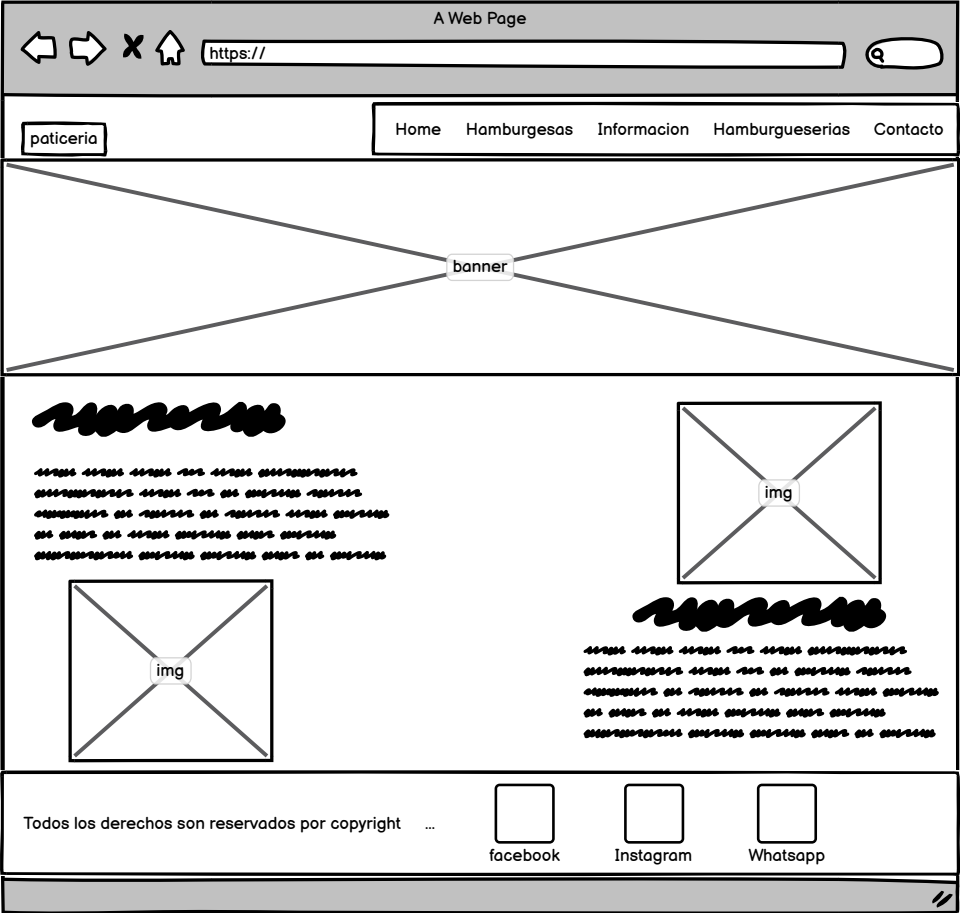 A Web Page
https://
paticeria
Home Hamburgesas Informacion Hamburgueserias Contacto
banner
img
img
Todos los derechos son reservados por copyright ...
facebook Instagram Whatsapp